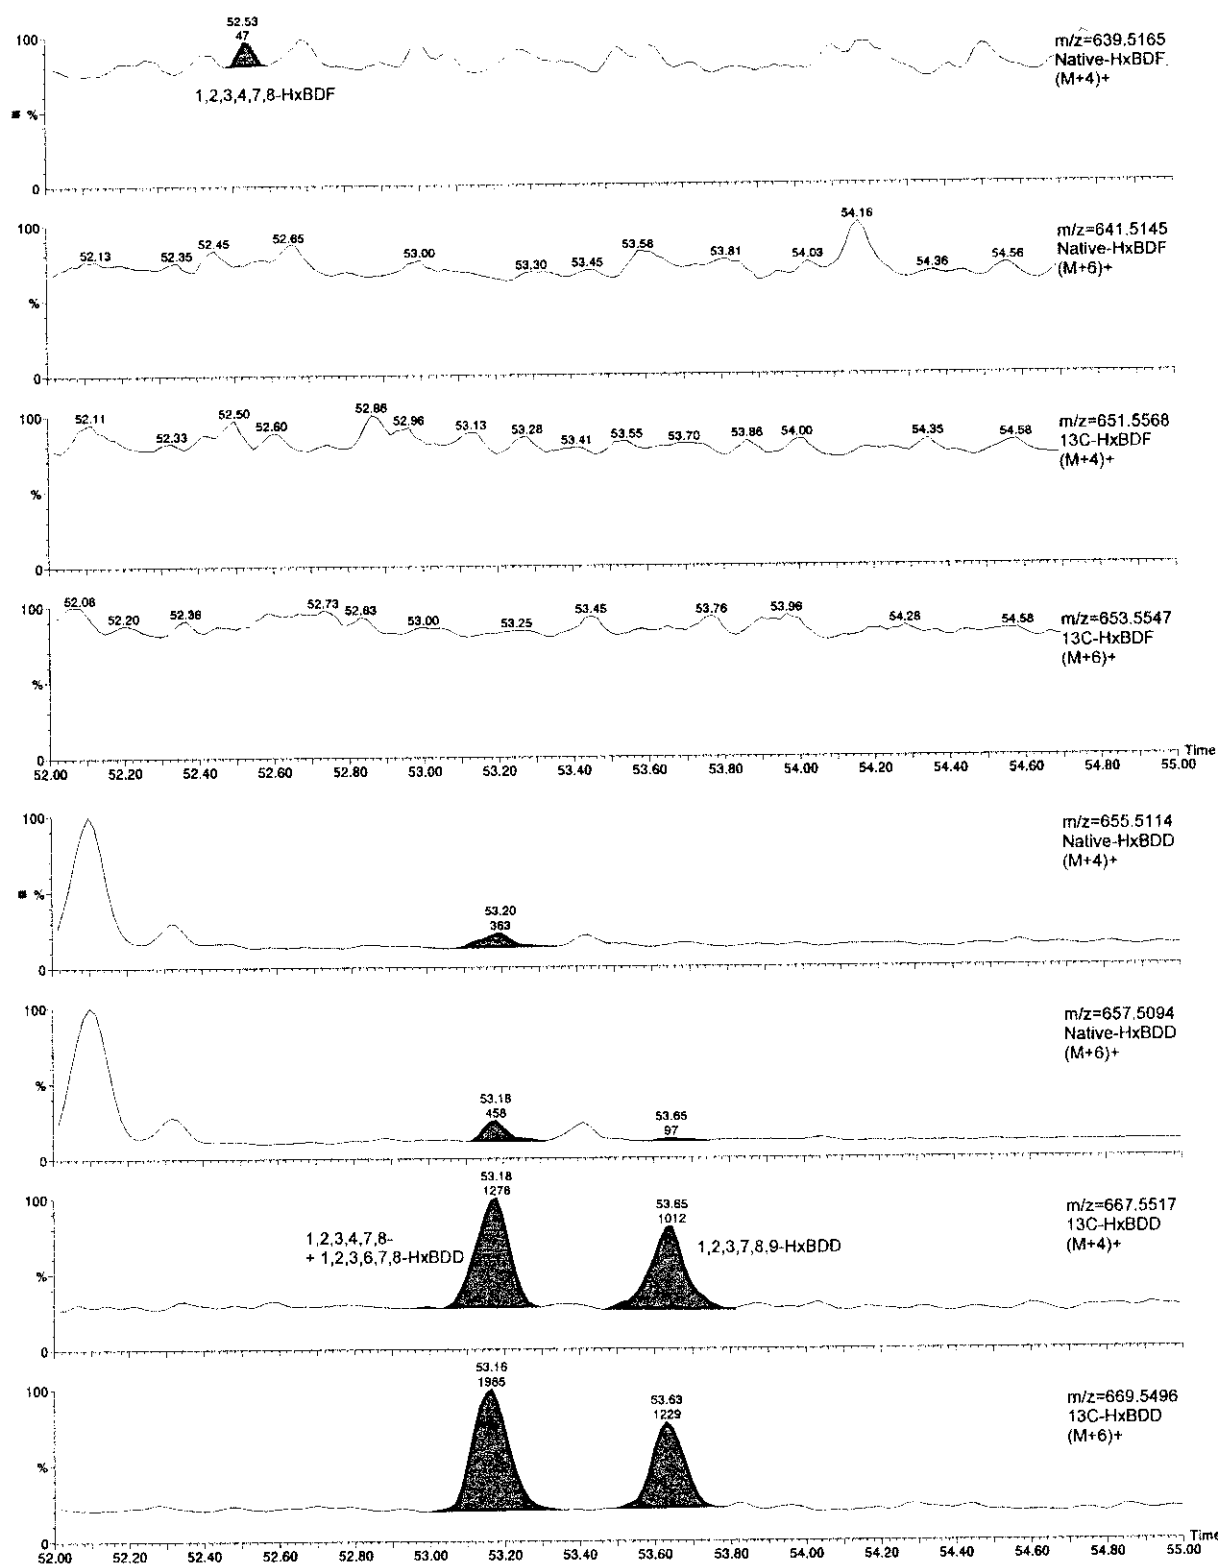 52.53
47
100
m/z=639.5165
Native-HxBDF
(M+4)+
1,2,3,4,7,8-HxBDF
%
0
100
52.13 52.35 52.45 52.65 53.00 53.30 53.45 53.58 53.81 54.03 54.16 54.36 54.56
m/z=641.5145
Native-HxBDF
(M+6)+
%
0
100
52.11 52.33 52.50 52.60 52.86 52.96 53.13 53.28 53.41 53.55 53.70 53.86 54.00 54.35 54.58
m/z=651.5568
13C-HxBDF
(M+4)+
%
0
100
52.08 52.20 52.36 52.73 52.83 53.00 53.25 53.45 53.76 53.96 54.28 54.58
m/z=653.5547
13C-HxBDF
(M+6)+
%
0
Time
52.00 52.20 52.40 52.60 52.80 53.00 53.20 53.40 53.60 53.80 54.00 54.20 54.40 54.60 54.80 55.00
100
m/z=655.5114
Native-HxBDD
(M+4)+
%
53.20
363
0
100
m/z=657.5094
Native-HxBDD
(M+6)+
%
53.18 53.65
458 97
0
53.18
1276
100
53.65
1012
m/z=667.5517
13C-HxBDD
(M+4)+
1,2,3,4,7,8-
+ 1,2,3,6,7,8-HxBDD
1,2,3,7,8,9-HxBDD
%
0
53.16
1985
100
53.63
1229
m/z=669.5496
13C-HxBDD
(M+6)+
%
0
Time
52.00 52.20 52.40 52.60 52.80 53.00 53.20 53.40 53.60 53.80 54.00 54.20 54.40 54.60 54.80 55.00